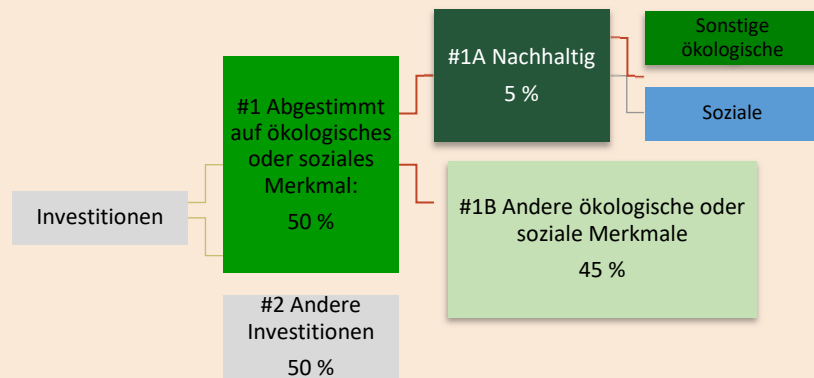 Investitionen
#1 Abgestimmt
auf ökologisches
oder soziales
Merkmal:
50 %
#2 Andere
Investitionen
50 %
#1A Nachhaltig
5 %
#1B Andere ökologische oder
soziale Merkmale
45 %
Sonstige
ökologische
Soziale